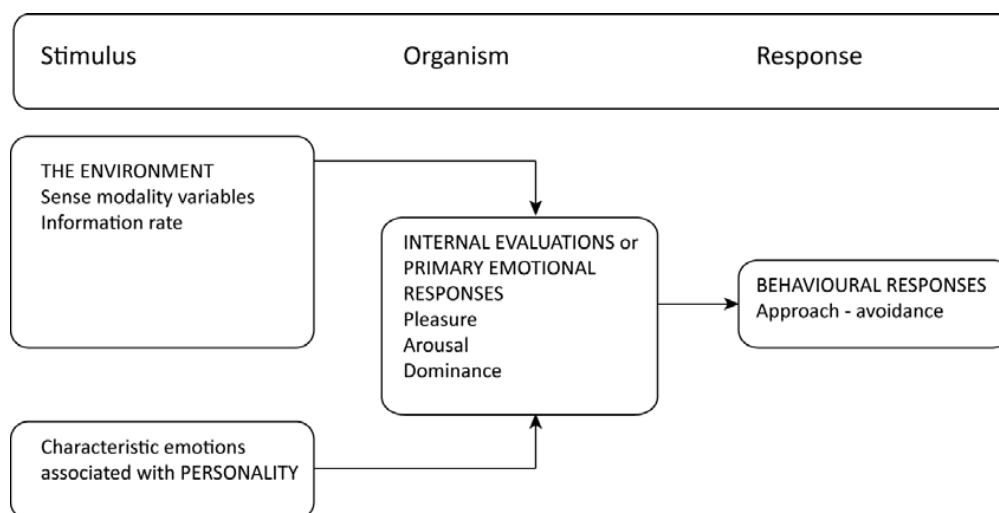 Stimulus
Organism
Response
THE ENVIRONMENT
Sense modality variables
Information rate
INTERNAL EVALUATIONS or
PRIMARY EMOTIONAL
RESPONSES
Pleasure
Arousal
Dominance
BEHAVIOURAL RESPONSES
Approach - avoidance
Characteristic emotions
associated with PERSONALITY